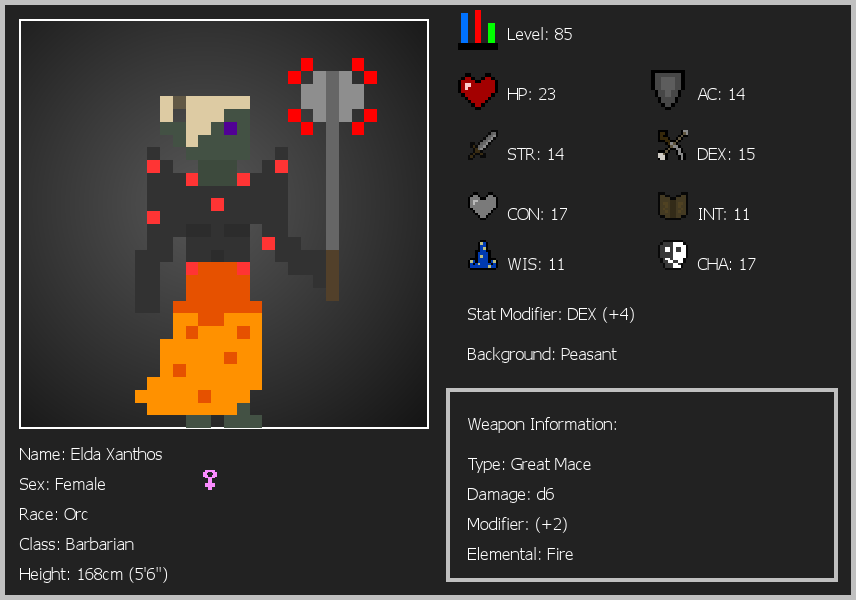 Level: 85
HP: 23
AC: 14
STR: 14
DEX: 15
CON: 17
INT: 11
WIS: 11
CHA: 17
Stat Modifier: DEX (+4)
Background: Peasant
Weapon Information:
Type: Great Mace
Damage: d6
Modifier: (+2)
Elemental: Fire
Name: Elda Xanthos
Sex: Female
Race: Orc
Class: Barbarian
Height: 168cm (5'6")